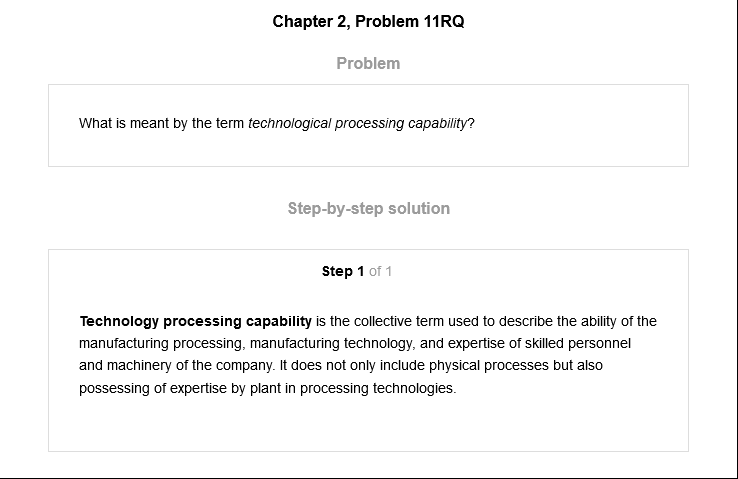 Chapter 2, Problem 11RQ
Problem
What is meant by the term technological processing capability?
Step-by-step solution
Step 1 of 1
Technology processing capability is the collective term used to describe the ability of the
manufacturing processing, manufacturing technology, and expertise of skilled personnel
and machinery of the company. It does not only include physical processes but also
possessing of expertise by plant in processing technologies.